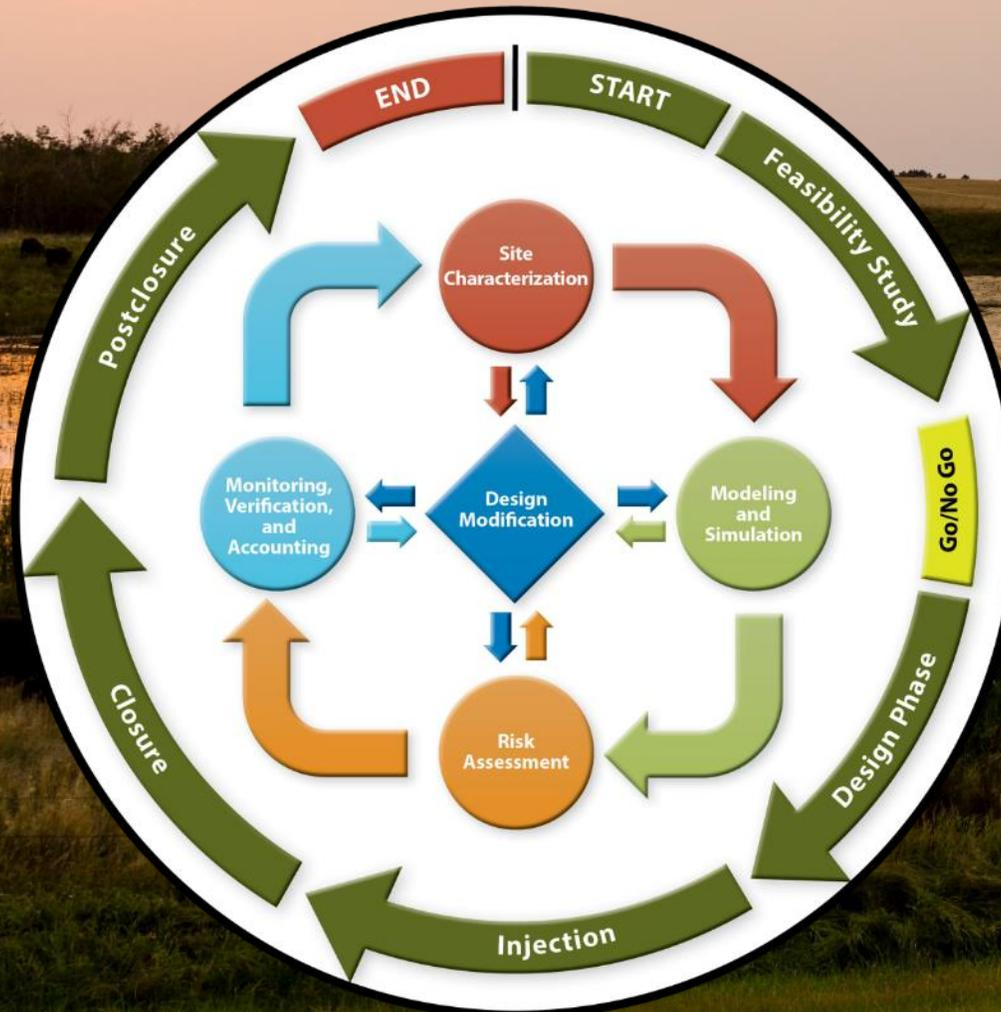 END
START
Feasibility Study
Go/No Go
Design Phase
Injection
Closure
Postclosure
Site
Characterization
Modeling
and
Simulation
Risk
Assessment
Monitoring,
Verification,
and
Accounting
Design
Modification